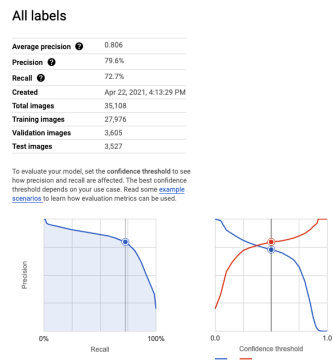 All labels
Average precision ? 0.806
Precision ? 79.6%
Recall ? 72.7%
Created Apr 22, 2021, 4:13:29 PM
Total images 35,108
Training images 27,976
Validation images 3,605
Test images 3,527
To evaluate your model, set the confidence threshold to see
how precision and recall are affected. The best confidence
threshold depends on your use case. Read some example
scenarios to learn how evaluation metrics can be used.
Precision
0% 100%
Recall
0.0 1.0
Confidence threshold